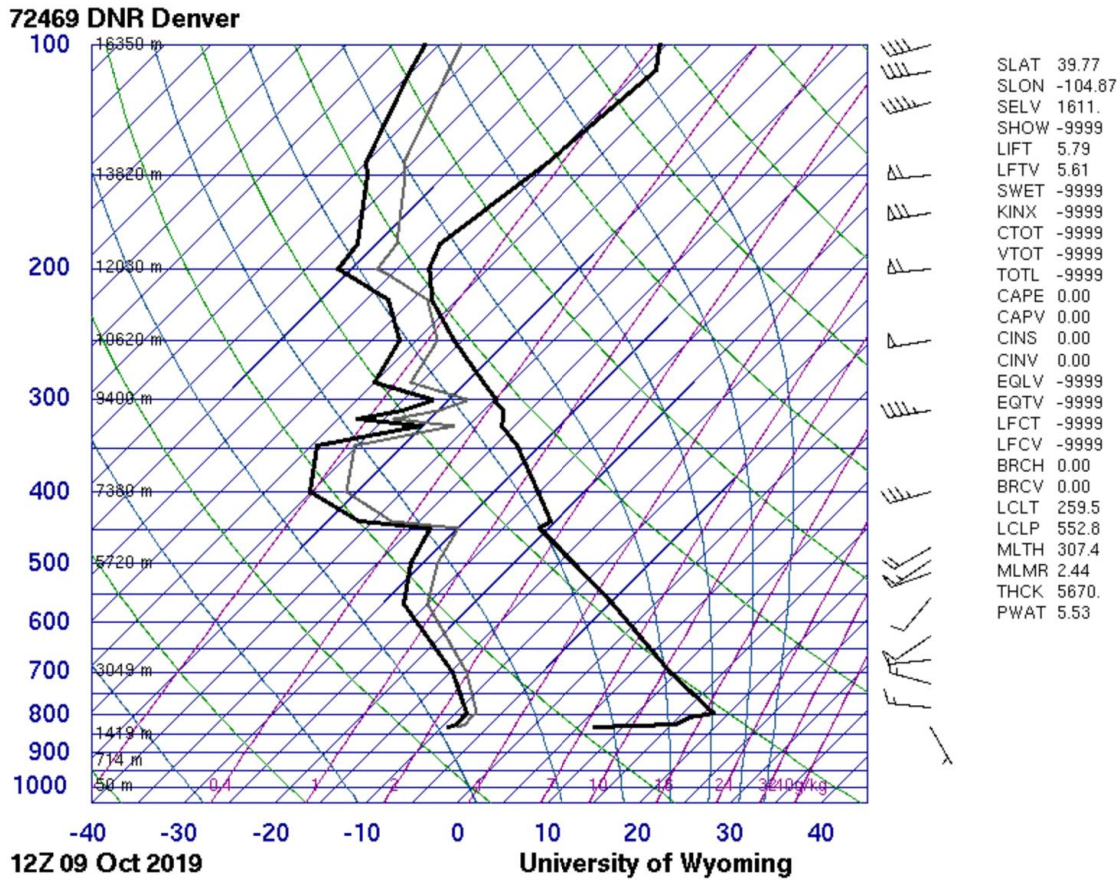 72469 DNR Denver
100
16350 m
13820 m
200
12030 m
10620 m
300
9400 m
400
7380 m
500
5720 m
600
700
3049 m
800
1419 m
900
714 m
1000
50 m
0.4
1
2
4
7
10
16
24
32
40g/kg
-40
-30
-20
-10
0
10
20
30
40
12Z 09 Oct 2019
University of Wyoming
SLAT 39.77
SLON -104.87
SELV 1611.
SHOW -9999
LIFT 5.79
LFTV 5.61
SWET -9999
KINX -9999
CTOT -9999
VTOT -9999
TOTL -9999
CAPE 0.00
CAPV 0.00
CINS 0.00
CINV 0.00
EQLV -9999
EQTV -9999
LFCT -9999
LFCV -9999
BRCH 0.00
BRCV 0.00
LCLT 259.5
LCLP 552.8
MLTH 307.4
MLMR 2.44
THCK 5670.
PWAT 5.53